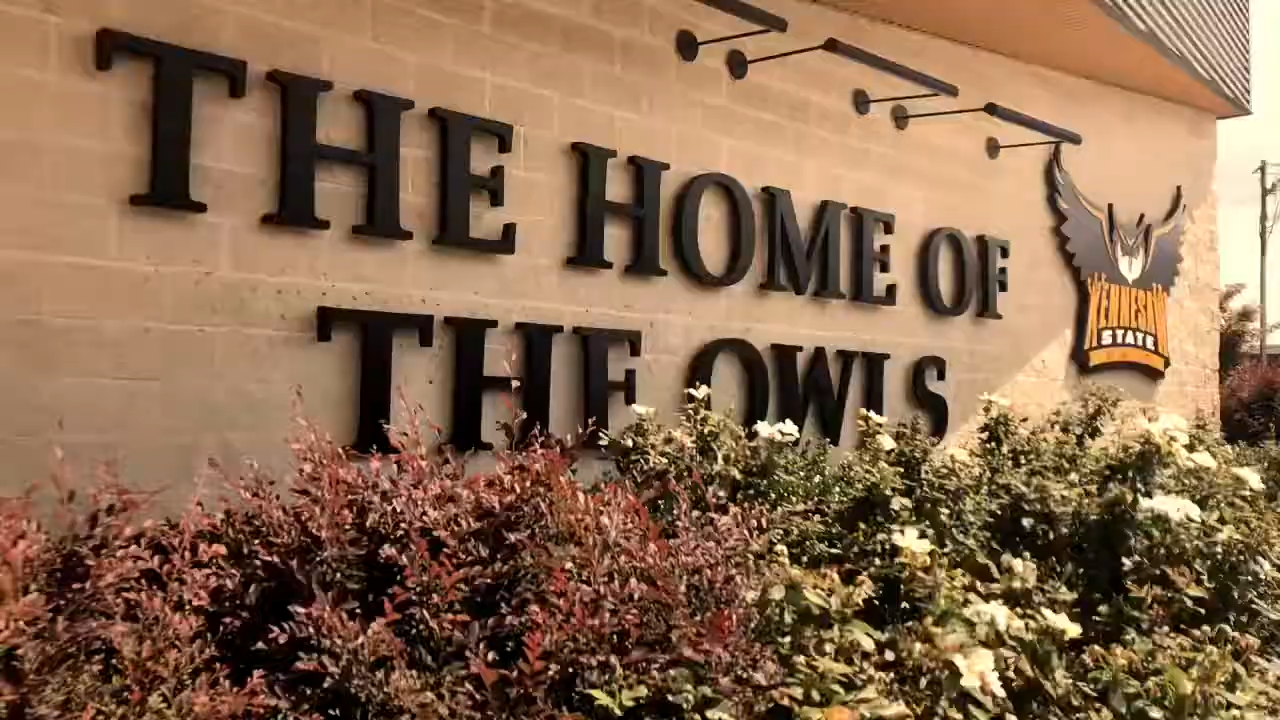 THE HOME OF
THE OWLS
KENNESAW
STATE